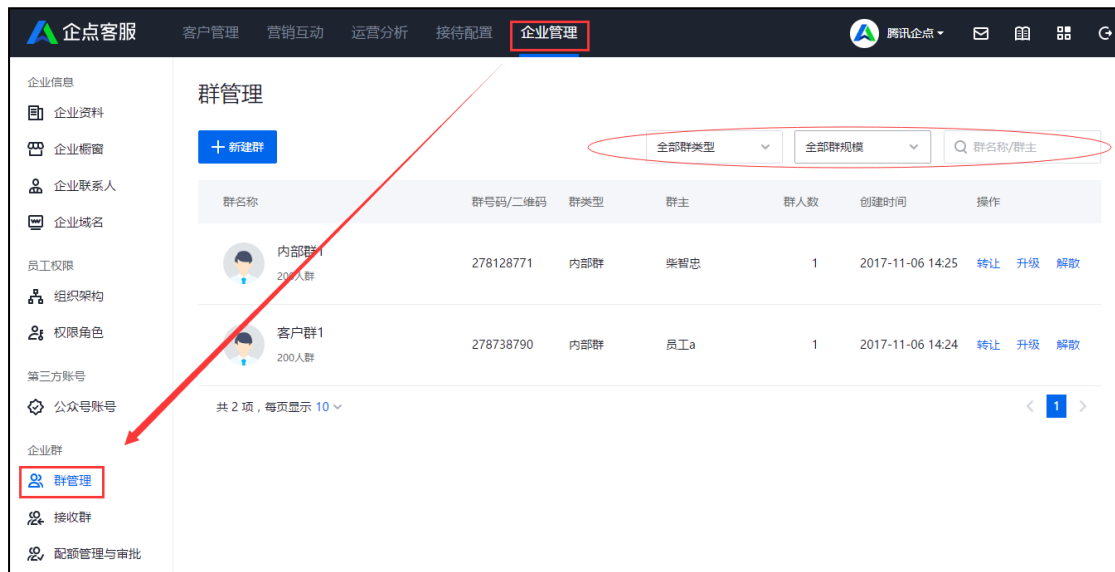 企点客服 客户管理 营销互动 运营分析 接待配置 企业管理 腾讯企点
企业信息
企业资料
企业橱窗
企业联系人
企业域名
员工权限
组织架构
权限角色
第三方账号
公众号账号
企业群
群管理
接收群
配额管理与审批
群管理
新建群 全部群类型 全部群规模 群名称/群主
群名称 群号码/二维码 群类型 群主 群人数 创建时间 操作
内部群1 278128771 内部群 柴智忠 1 2017-11-06 14:25 转让 升级 解散
200人群
客户群1 278738790 内部群 员工a 1 2017-11-06 14:24 转让 升级 解散
200人群
共 2 项，每页显示 10 1